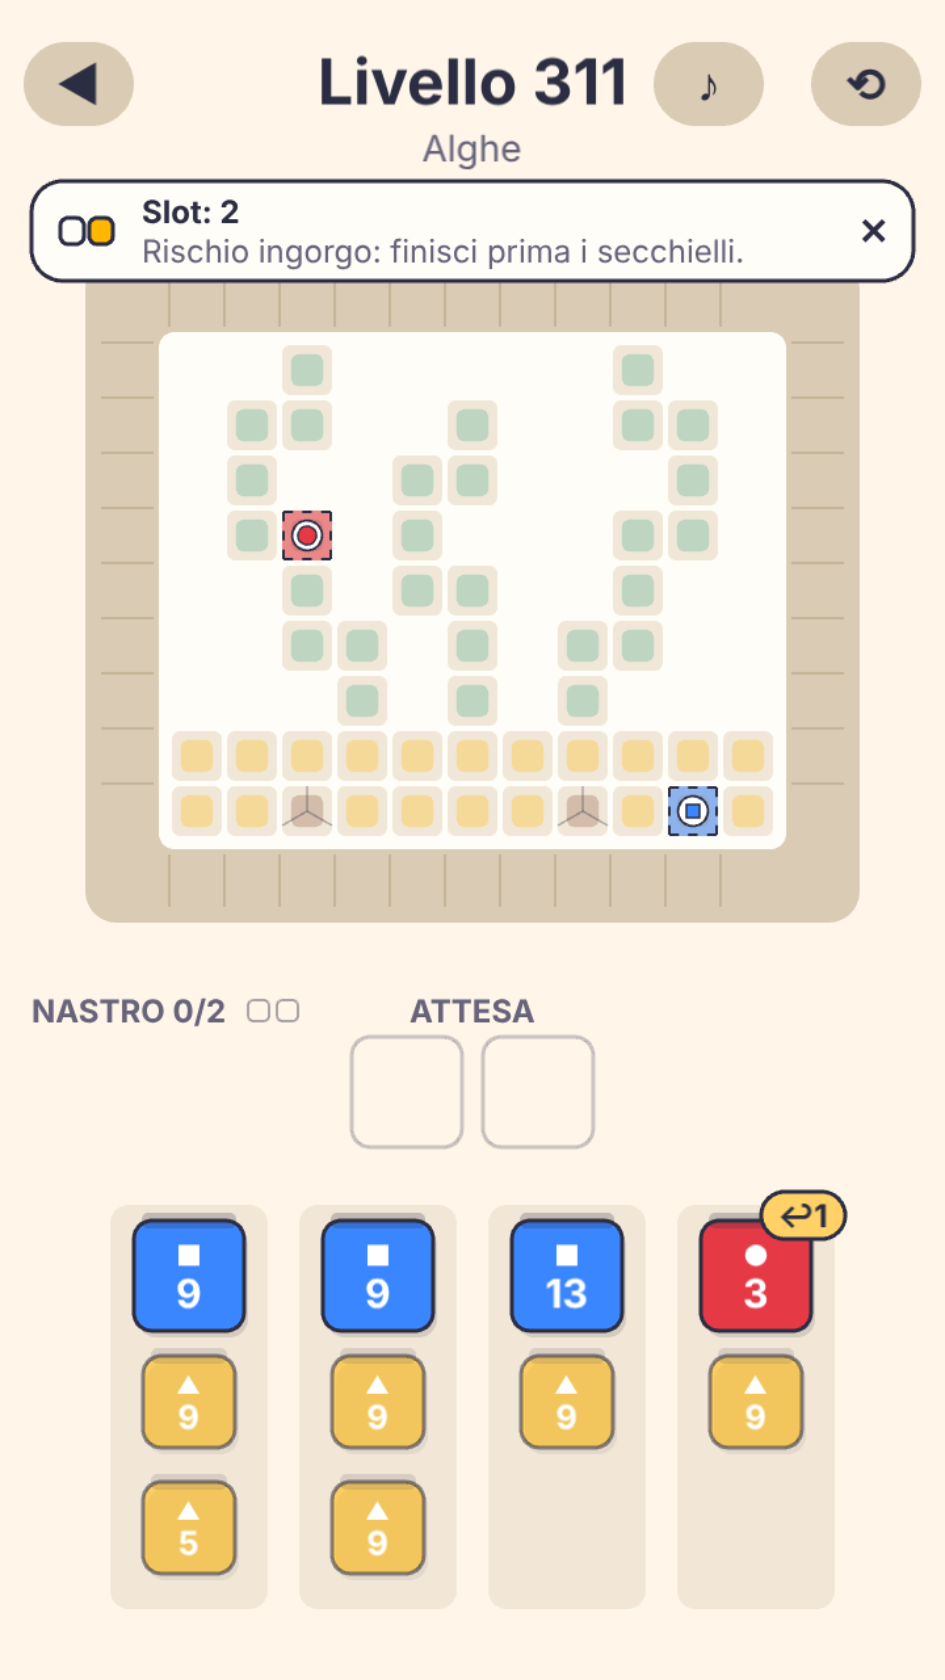 Livello 311
Alghe
Slot: 2
Rischio ingorgo: finisci prima i secchielli.
NASTRO 0/2
ATTESA
↩1
9
9
13
3
9
9
9
9
5
9